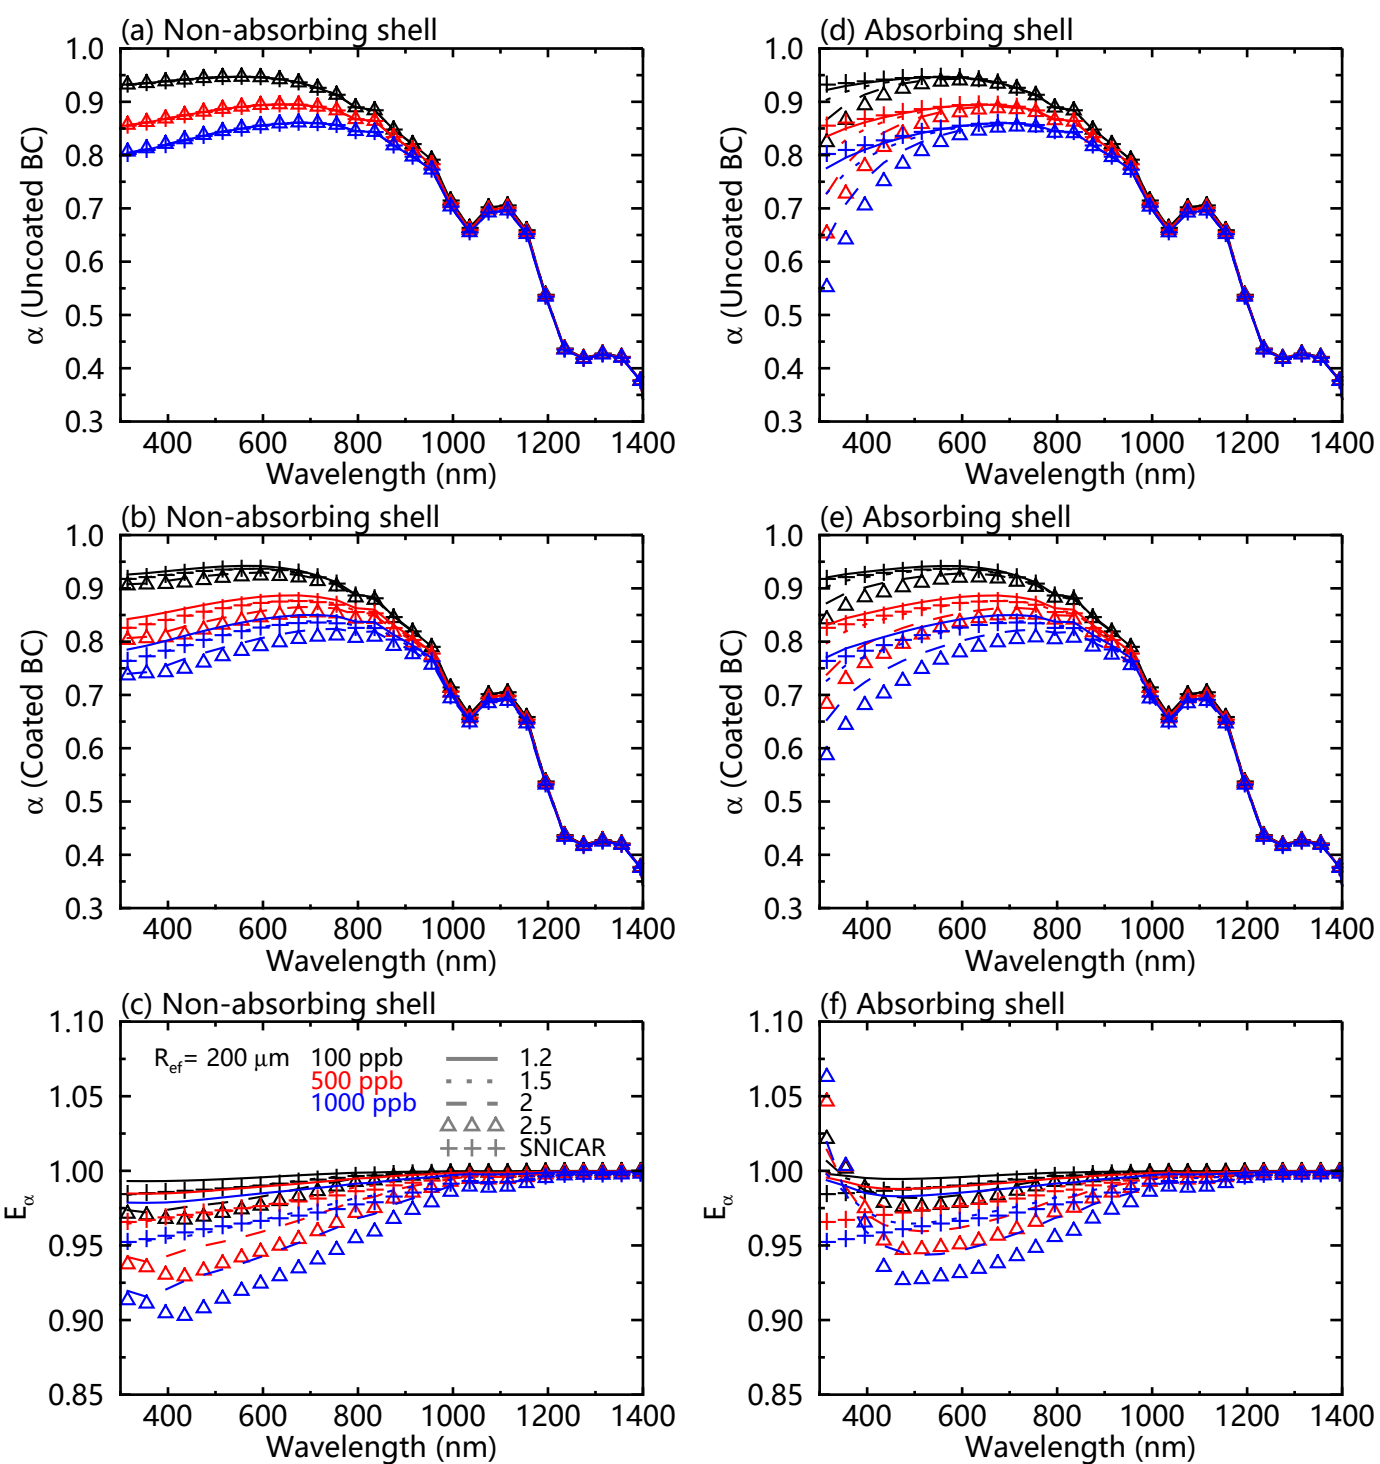 (a) Non-absorbing shell
1.0
0.9
0.8
0.7
0.6
0.5
0.4
0.3
α (Uncoated BC)
400 600 800 1000 1200 1400
Wavelength (nm)
(d) Absorbing shell
1.0
0.9
0.8
0.7
0.6
0.5
0.4
0.3
α (Uncoated BC)
400 600 800 1000 1200 1400
Wavelength (nm)
(b) Non-absorbing shell
1.0
0.9
0.8
0.7
0.6
0.5
0.4
0.3
α (Coated BC)
400 600 800 1000 1200 1400
Wavelength (nm)
(e) Absorbing shell
1.0
0.9
0.8
0.7
0.6
0.5
0.4
0.3
α (Coated BC)
400 600 800 1000 1200 1400
Wavelength (nm)
(c) Non-absorbing shell
1.10
1.05
1.00
0.95
0.90
0.85
Eα
Ref= 200 μm 100 ppb 1.2
500 ppb 1.5
1000 ppb 2
2.5
SNICAR
400 600 800 1000 1200 1400
Wavelength (nm)
(f) Absorbing shell
1.10
1.05
1.00
0.95
0.90
0.85
Eα
400 600 800 1000 1200 1400
Wavelength (nm)